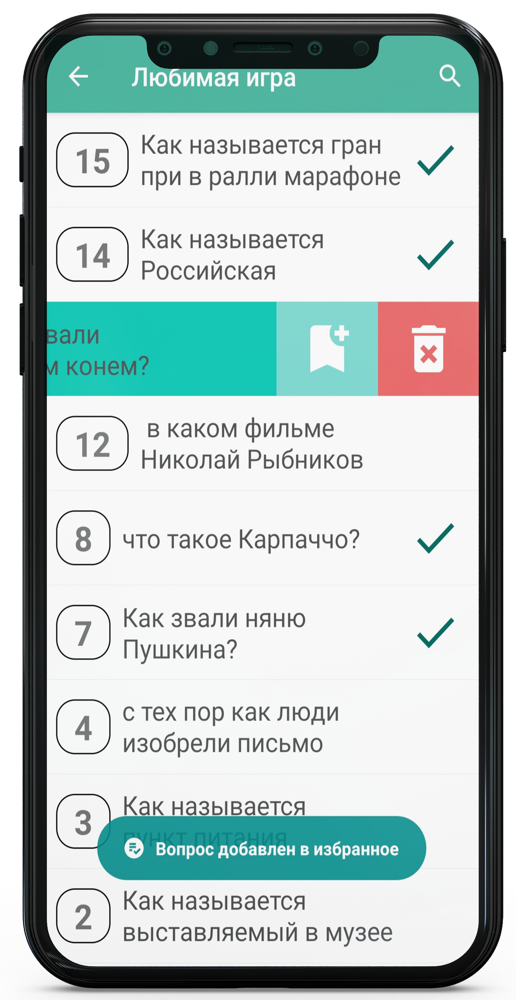 Любимая игра
15
Как называется гран
при в ралли марафоне
14
Как называется
Российская
вали
м конем?
12
в каком фильме
Николай Рыбников
8
что такое Карпаччо?
7
Как звали няню
Пушкина?
4
с тех пор как люди
изобрели письмо
3
Как называется
пункт питания
Вопрос добавлен в избранное
2
Как называется
выставляемый в музее